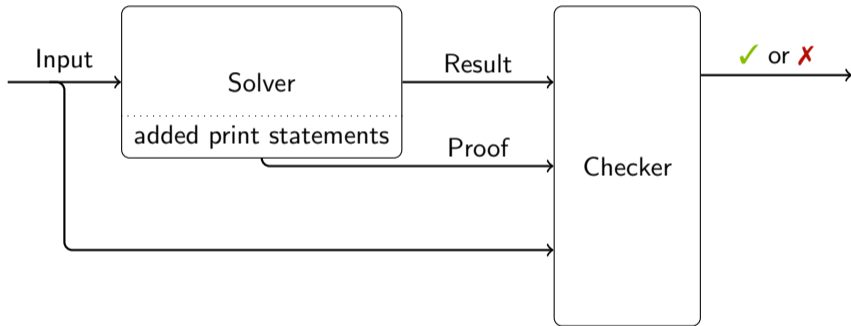 Input
Solver
added print statements
Result
Proof
Checker
✓ or ✗